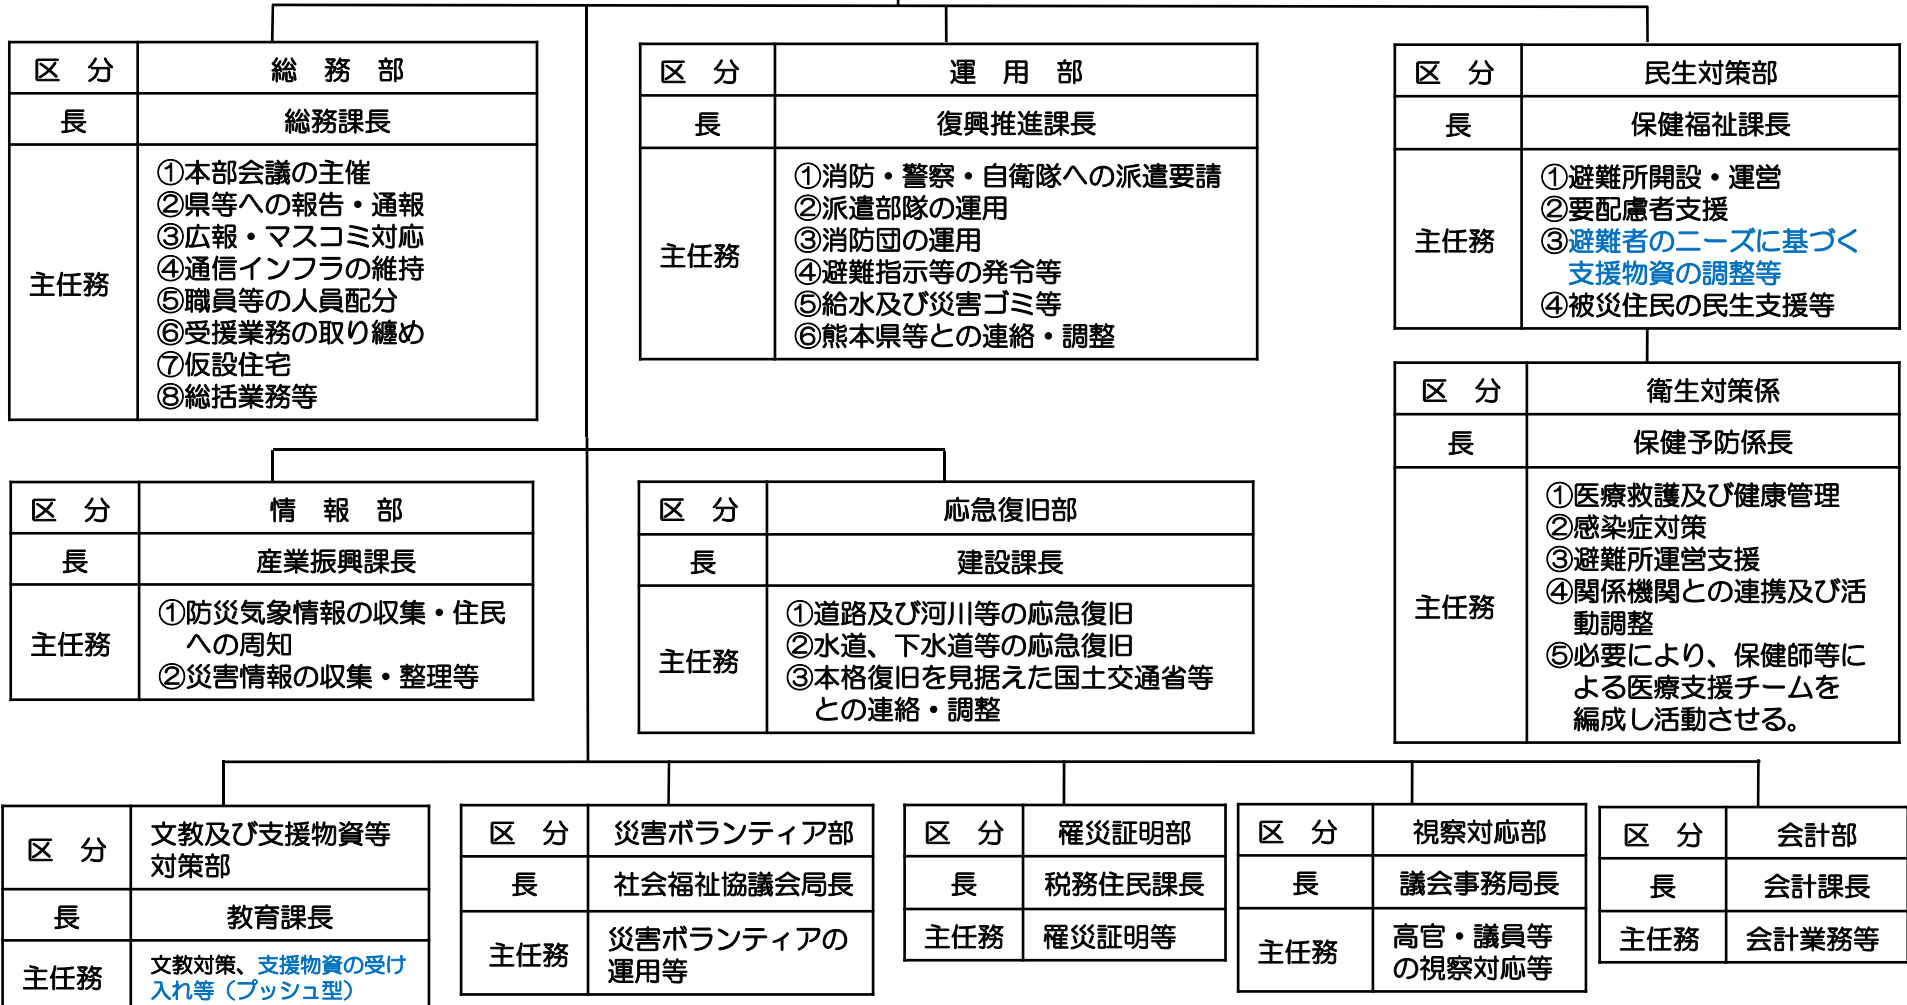 区　分　総　務　部
長　総務課長
主任務
①本部会議の主催
②県等への報告・通報
③広報・マスコミ対応
④通信インフラの維持
⑤職員等の人員配分
⑥受援業務の取り纏め
⑦仮設住宅
⑧総括業務等
区　分　運　用　部
長　復興推進課長
主任務
①消防・警察・自衛隊への派遣要請
②派遣部隊の運用
③消防団の運用
④避難指示等の発令等
⑤給水及び災害ゴミ等
⑥熊本県等との連絡・調整
区　分　民生対策部
長　保健福祉課長
主任務
①避難所開設・運営
②要配慮者支援
③避難者のニーズに基づく
支援物資の調整等
④被災住民の民生支援等
区　分　衛生対策係
長　保健予防係長
主任務
①医療救護及び健康管理
②感染症対策
③避難所運営支援
④関係機関との連携及び活
動調整
⑤必要により、保健師等に
よる医療支援チームを
編成し活動させる。
区　分　情　報　部
長　産業振興課長
主任務
①防災気象情報の収集・住民
への周知
②災害情報の収集・整理等
区　分　応急復旧部
長　建設課長
主任務
①道路及び河川等の応急復旧
②水道、下水道等の応急復旧
③本格復旧を見据えた国土交通省等
との連絡・調整
区　分　文教及び支援物資等
対策部
長　教育課長
主任務　文教対策、支援物資の受け
入れ等（プッシュ型）
区　分　災害ボランティア部
長　社会福祉協議会局長
主任務　災害ボランティアの
運用等
区　分　罹災証明部
長　税務住民課長
主任務　罹災証明等
区　分　視察対応部
長　議会事務局長
主任務　高官・議員等
の視察対応等
区　分　会計部
長　会計課長
主任務　会計業務等